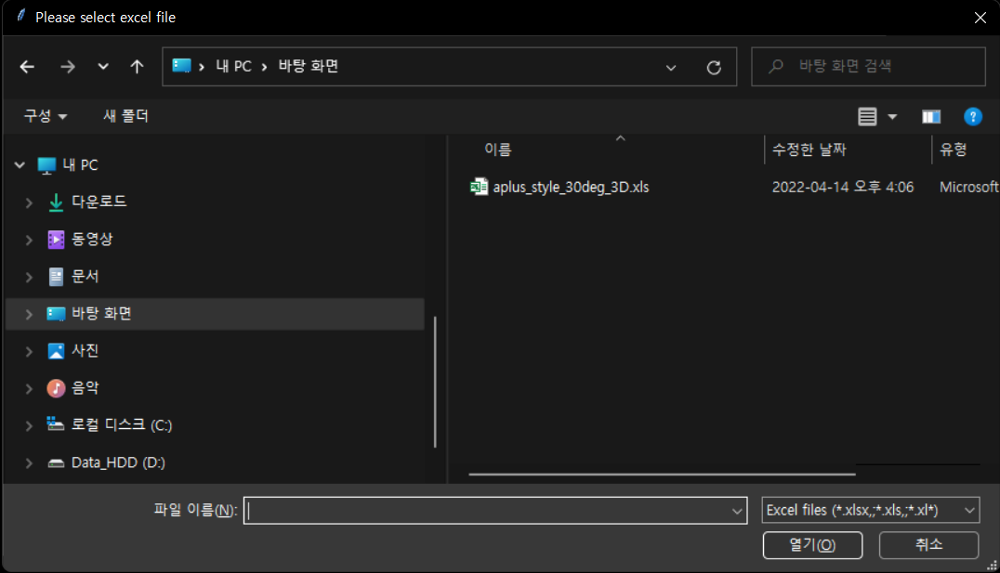 Please select excel file
내 PC 바탕 화면
바탕 화면 검색
구성 새 폴더
이름 수정한 날짜 유형
aplus_style_30deg_3D.xls 2022-04-14 오후 4:06 Microsoft
내 PC
다운로드
동영상
문서
바탕 화면
사진
음악
로컬 디스크 (C:)
Data_HDD (D:)
파일 이름(N):
Excel files (*.xlsx,;*.xls,;*.xl*)
열기(O) 취소